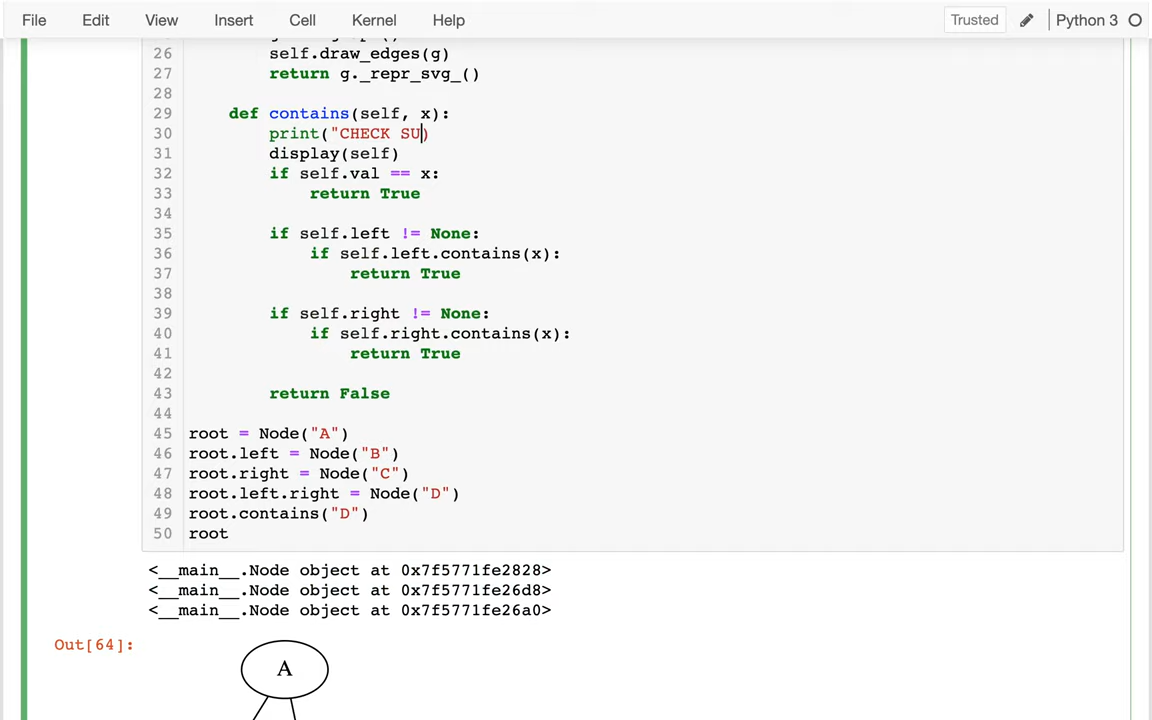 File Edit View Insert Cell Kernel Help Trusted Python 3
26 self.draw_edges(g)
27 return g._repr_svg_()
28
29 def contains(self, x):
30 print("CHECK SU)
31 display(self)
32 if self.val == x:
33 return True
34
35 if self.left != None:
36 if self.left.contains(x):
37 return True
38
39 if self.right != None:
40 if self.right.contains(x):
41 return True
42
43 return False
44
45 root = Node("A")
46 root.left = Node("B")
47 root.right = Node("C")
48 root.left.right = Node("D")
49 root.contains("D")
50 root
<__main__.Node object at 0x7f5771fe2828>
<__main__.Node object at 0x7f5771fe26d8>
<__main__.Node object at 0x7f5771fe26a0>
Out[64]:
A